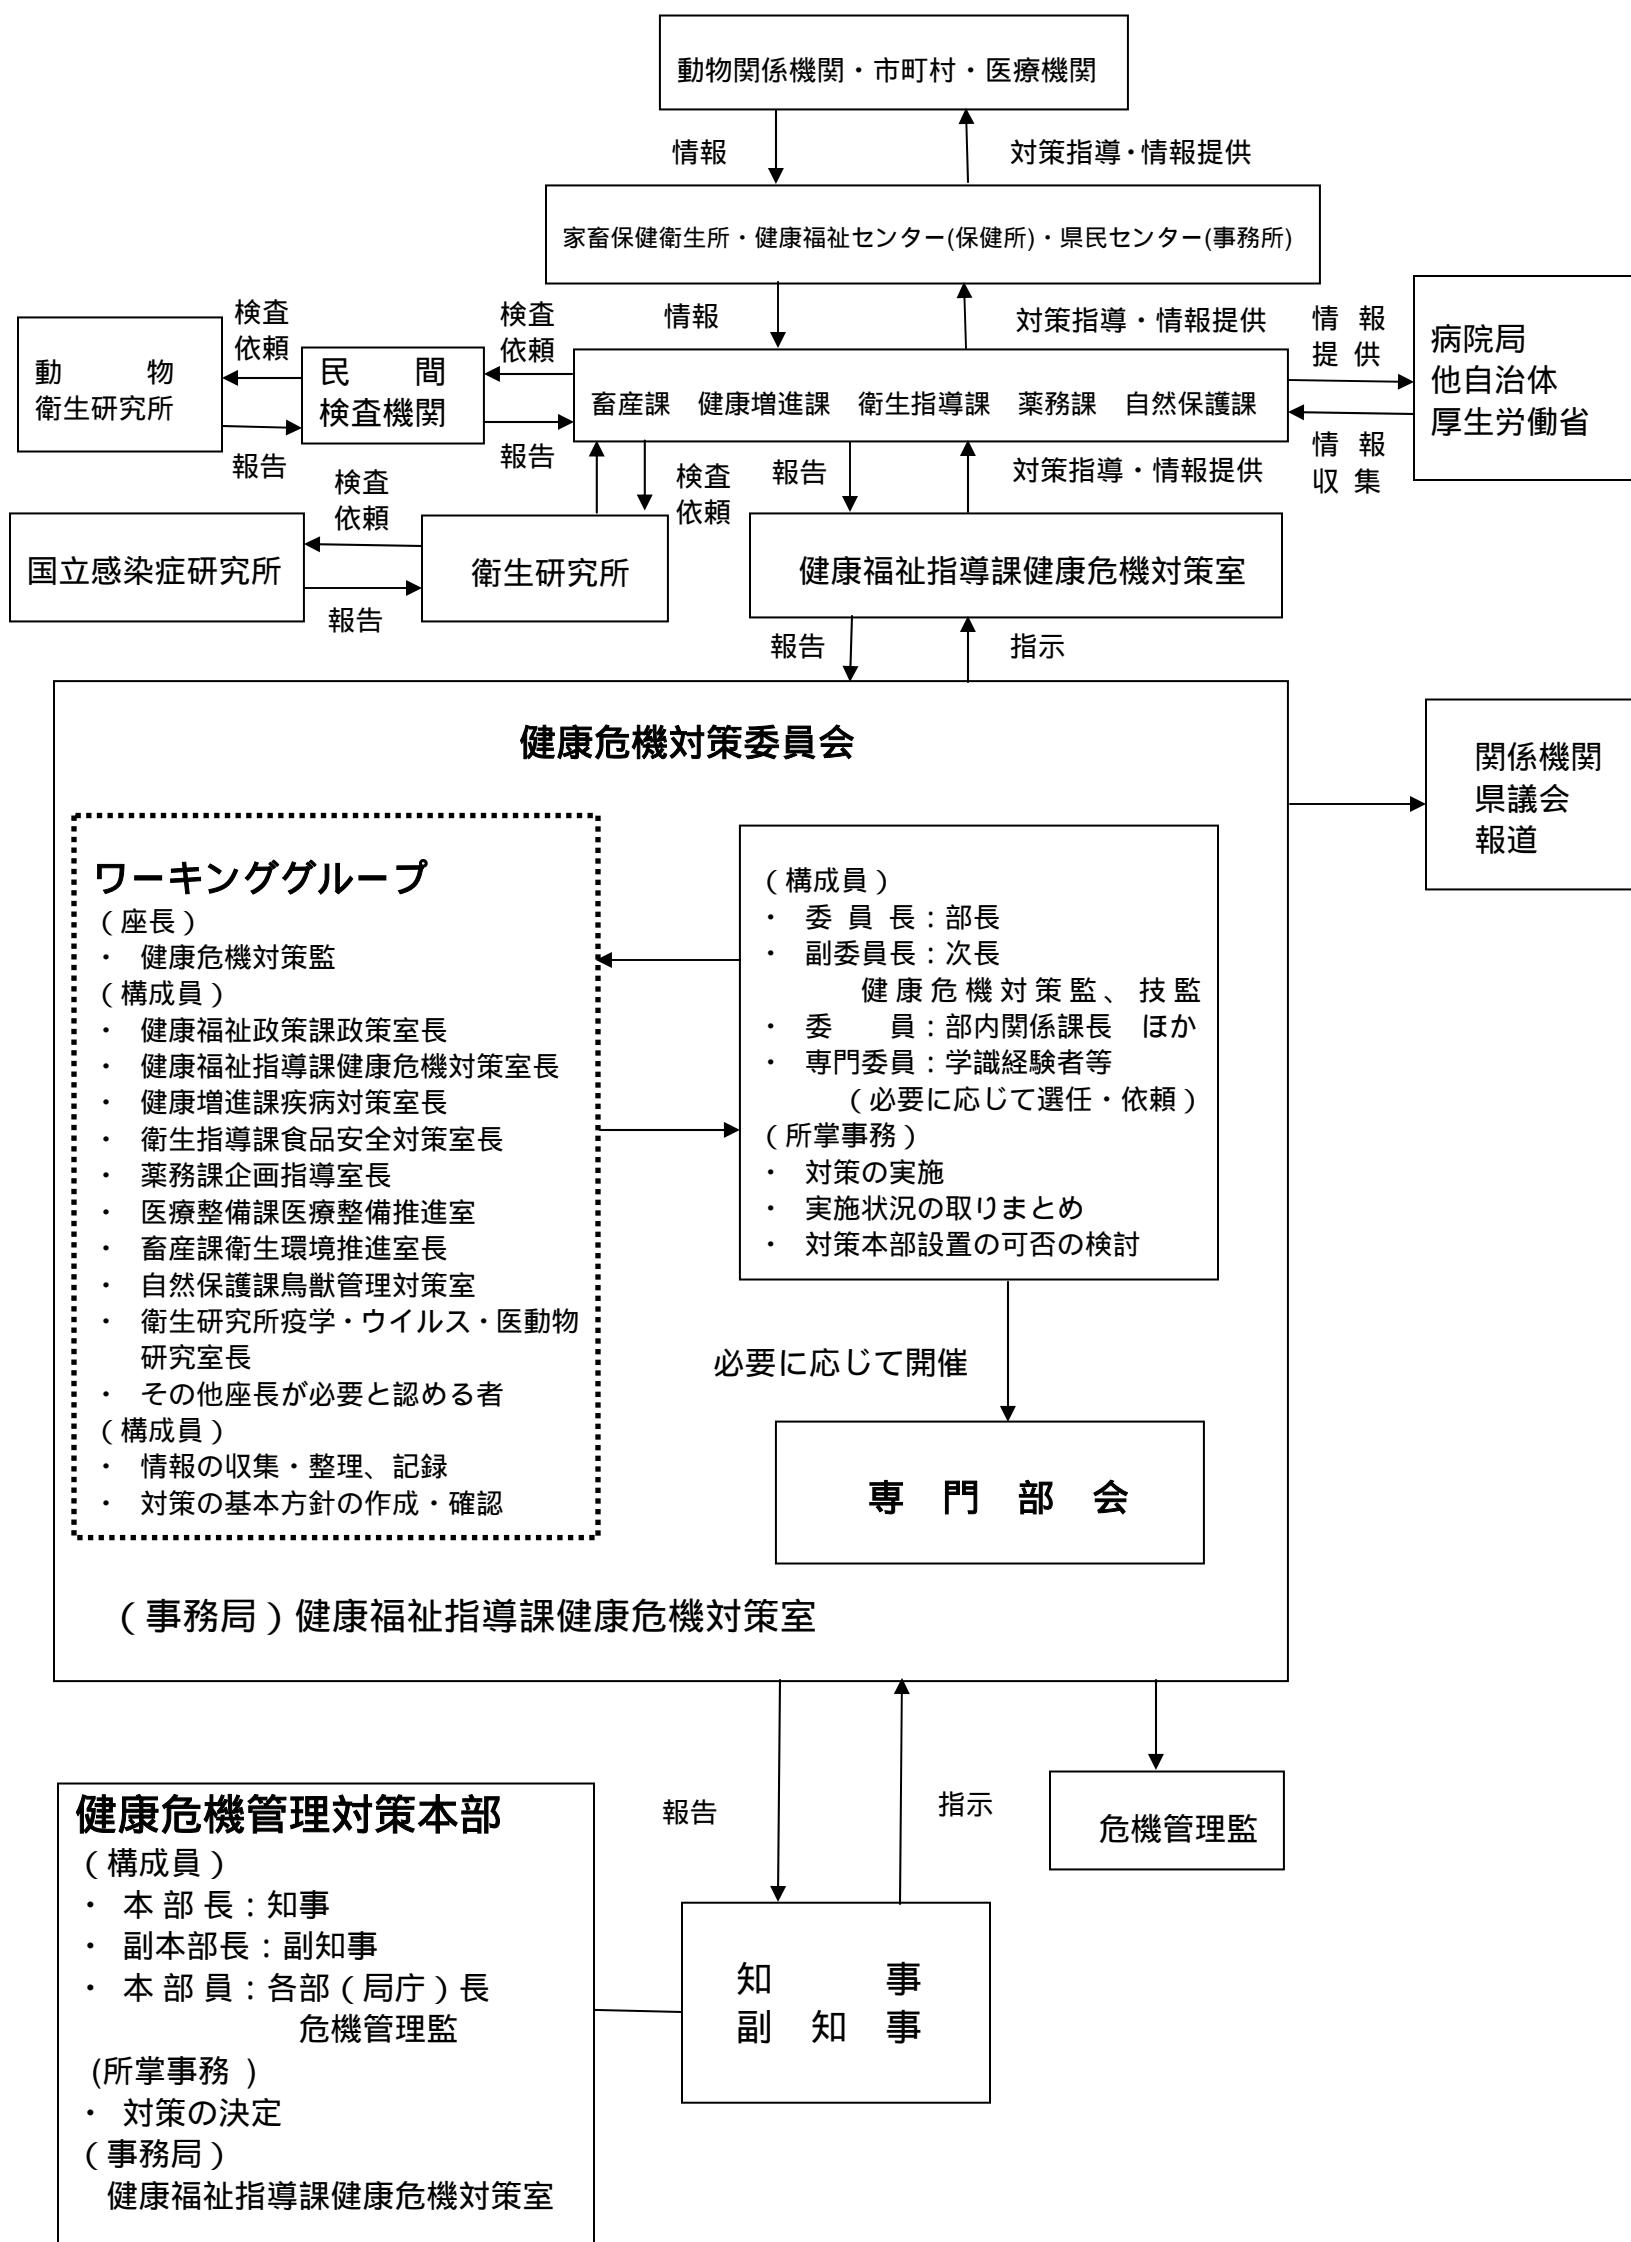 動物関係機関・市町村・医療機関
情報
対策指導・情報提供
家畜保健衛生所・健康福祉センター(保健所)・県民センター(事務所)
検査
依頼
検査
依頼
情報
対策指導・情報提供
情 報
提 供
動　　　物
衛生研究所
民　　間
検査機関
畜産課　健康増進課　衛生指導課　薬務課　自然保護課
病院局
他自治体
厚生労働省
報告
報告
検査
依頼
検査
依頼
報告
対策指導・情報提供
情 報
収 集
国立感染症研究所
衛生研究所
健康福祉指導課健康危機対策室
報告
報告
指示
健康危機対策委員会
関係機関
県議会
報道
ワーキンググループ
（座長）
・　健康危機対策監
（構成員）
・　健康福祉政策課政策室長
・　健康福祉指導課健康危機対策室長
・　健康増進課疾病対策室長
・　衛生指導課食品安全対策室長
・　薬務課企画指導室長
・　医療整備課医療整備推進室
・　畜産課衛生環境推進室長
・　自然保護課鳥獣管理対策室
・　衛生研究所疫学・ウイルス・医動物
研究室長
・　その他座長が必要と認める者
（構成員）
・　情報の収集・整理、記録
・　対策の基本方針の作成・確認
（構成員）
・　委 員 長：部長
・　副委員長：次長
健康危機対策監、技監
・　委　　員：部内関係課長　ほか
・　専門委員：学識経験者等
（必要に応じて選任・依頼）
（所掌事務）
・　対策の実施
・　実施状況の取りまとめ
・　対策本部設置の可否の検討
必要に応じて開催
専　門　部　会
（事務局）健康福祉指導課健康危機対策室
報告
指示
危機管理監
健康危機管理対策本部
（構成員）
・ 本 部 長：知事
・ 副本部長：副知事
・ 本 部 員：各部（局庁）長
危機管理監
(所掌事務 )
・ 対策の決定
（事務局）
健康福祉指導課健康危機対策室
知　　　事
副　知　事